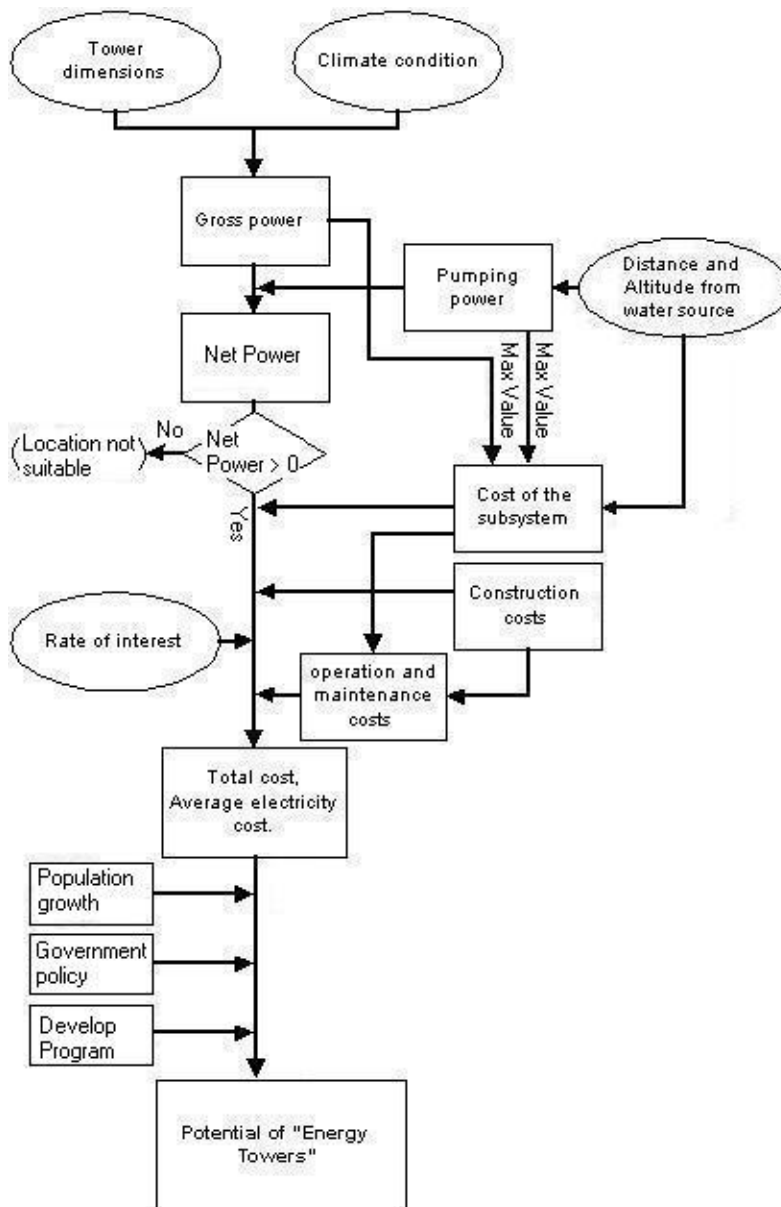 Tower
dimensions
Climate condition
Gross power
Pumping
power
Distance and
Altitude from
water source
Net Power
Max Value
Max Value
No
(Location not
suitable)
Net
Power > 0
Yes
Cost of the
subsystem
Construction
costs
Rate of interest
operation and
maintenance
costs
Total cost,
Average electricity
cost.
Population
growth
Government
policy
Develop
Program
Potential of "Energy
Towers"